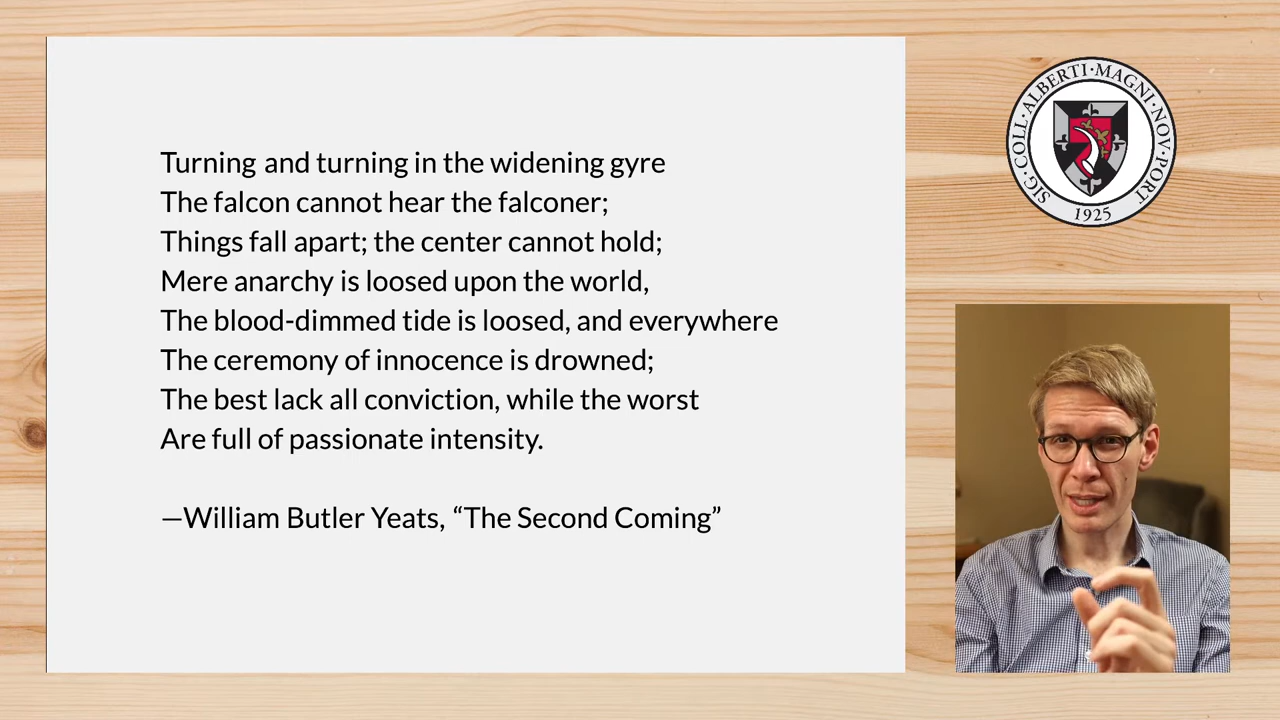 Turning and turning in the widening gyre
The falcon cannot hear the falconer;
Things fall apart; the center cannot hold;
Mere anarchy is loosed upon the world,
The blood-dimmed tide is loosed, and everywhere
The ceremony of innocence is drowned;
The best lack all conviction, while the worst
Are full of passionate intensity.
—William Butler Yeats, “The Second Coming”
SIG·COLL·ALBERTI·MAGNI·NOV·PORT
1925